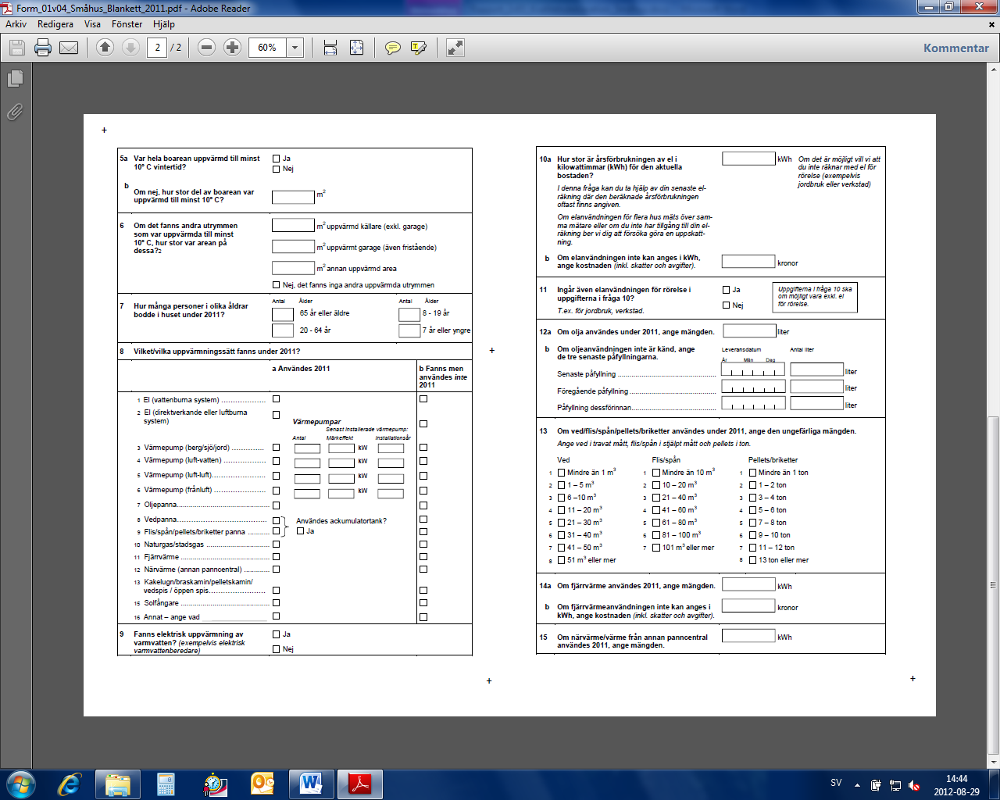 Form_01v04_Småhus_Blankett_2011.pdf - Adobe Reader
Arkiv Redigera Visa Fönster Hjälp
2 / 2 60% Kommentar
5a Var hela boarean uppvärmd till minst
10° C vintertid?
Ja
Nej
b Om nej, hur stor del av boarean var
uppvärmd till minst 10° C?
m²
6 Om det fanns andra utrymmen
som var uppvärmda till minst
10° C, hur stor var arean på
dessa?2
m² uppvärmd källare (exkl. garage)
m² uppvärmt garage (även fristående)
m² annan uppvärmd area
Nej, det fanns inga andra uppvärmda utrymmen
7 Hur många personer i olika åldrar
bodde i huset under 2011?
Antal Ålder Antal Ålder
65 år eller äldre 8 - 19 år
20 - 64 år 7 år eller yngre
8 Vilket/vilka uppvärmningssätt fanns under 2011?
a Användes 2011
b Fanns men
användes inte
2011
1 El (vattenburna system) ...................
2 El (direktverkande eller luftburna
system)
Värmepumpar
Senast installerade värmepump:
Antal Märkeffekt Installationsår
3 Värmepump (berg/sjö/jord) .............. kW
4 Värmepump (luft-vatten) .................. kW
5 Värmepump (luft-luft)....................... kW
6 Värmepump (frånluft) ...................... kW
7 Oljepanna...............................................
8 Vedpanna.......................................
9 Flis/spån/pellets/briketter panna ...........
Användes ackumulatortank?
Ja
10 Naturgas/stadsgas ................................
11 Fjärrvärme .............................................
12 Närvärme (annan panncentral) .............
13 Kakelugn/braskamin/pelletskamin/
vedspis / öppen spis........................
15 Solfångare .............................................
16 Annat – ange vad
9 Fanns elektrisk uppvärmning av
varmvatten? (exempelvis elektrisk
varmvattenberedare)
Ja
Nej
10a Hur stor är årsförbrukningen av el i
kilowattimmar (kWh) för den aktuella
bostaden?
kWh
Om det är möjligt vill vi att
du inte räknar med el för
rörelse (exempelvis
jordbruk eller verkstad)
I denna fråga kan du ta hjälp av din senaste el-
räkning där den beräknade årsförbrukningen
oftast finns angiven.
Om elanvändningen för flera hus mäts över sam-
ma mätare eller om du inte har tillgång till din el-
räkning ber vi dig att försöka göra en uppskatt-
ning.
b Om elanvändningen inte kan anges i kWh,
ange kostnaden (inkl. skatter och avgifter).
kronor
11 Ingår även elanvändningen för rörelse i
uppgifterna i fråga 10?
T.ex. för jordbruk, verkstad.
Ja
Nej
Uppgifterna i fråga 10 ska
om möjligt vara exkl. el
för rörelse.
12a Om olja användes under 2011, ange mängden. liter
b Om oljeanvändningen inte är känd, ange
de tre senaste påfyllningarna.
Leveransdatum Antal liter
År Mån Dag
Senaste påfyllning ................................................. liter
Föregående påfyllning ........................................... liter
Påfyllning dessförinnan.......................................... liter
13 Om ved/flis/spån/pellets/briketter användes under 2011, ange den ungefärliga mängden.
Ange ved i travat mått, flis/spån i stjälpt mått och pellets i ton.
Ved Flis/spån Pellets/briketter
1 Mindre än 1 m³ 1 Mindre än 10 m³ 1 Mindre än 1 ton
2 1 – 5 m³ 2 10 – 20 m³ 2 1 – 2 ton
3 6 –10 m³ 3 21 – 40 m³ 3 3 – 4 ton
4 11 – 20 m³ 4 41 – 60 m³ 4 5 – 6 ton
5 21 – 30 m³ 5 61 – 80 m³ 5 7 – 8 ton
6 31 – 40 m³ 6 81 – 100 m³ 6 9 – 10 ton
7 41 – 50 m³ 7 101 m³ eller mer 7 11 – 12 ton
8 51 m³ eller mer 8 13 ton eller mer
14a Om fjärrvärme användes 2011, ange mängden. kWh
b Om fjärrvärmeanvändningen inte kan anges i
kWh, ange kostnaden (inkl. skatter och avgifter).
kronor
15 Om närvärme/värme från annan panncentral
användes 2011, ange mängden.
kWh
SV 14:44
2012-08-29